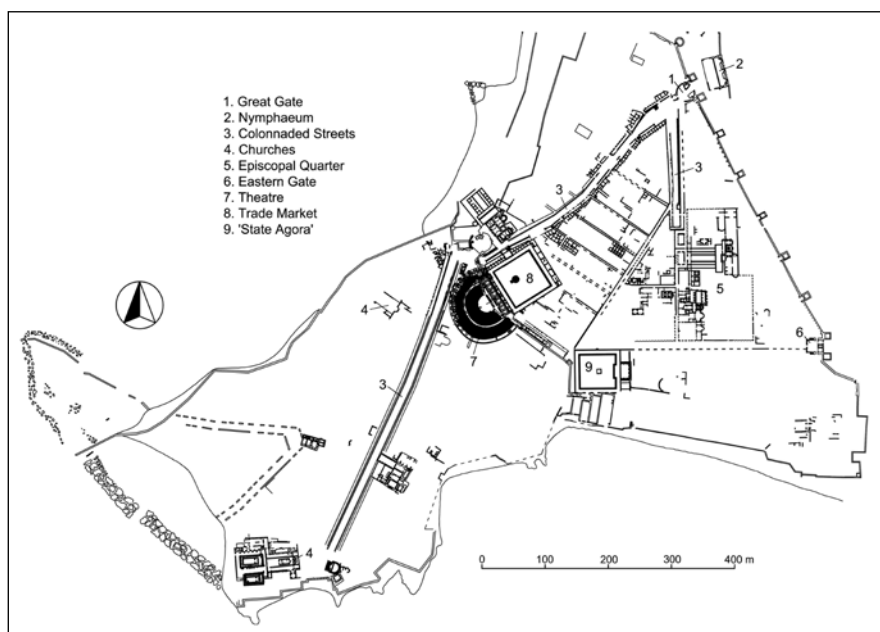 1. Great Gate
2. Nymphaeum
3. Colonnaded Streets
4. Churches
5. Episcopal Quarter
6. Eastern Gate
7. Theatre
8. Trade Market
9. 'State Agora'
1
2
3
3
8
4
5
7
6
9
3
4
0 100 200 300 400 m